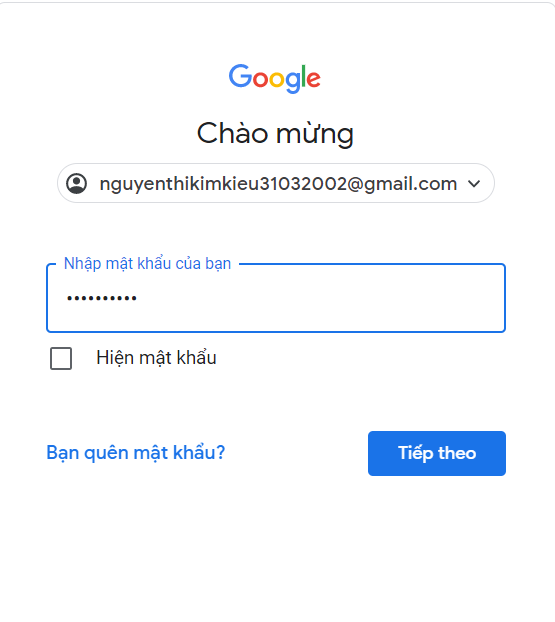 Google
Chào mừng
nguyenthikimkieu31032002@gmail.com
Nhập mật khẩu của bạn
••••••••••
Hiện mật khẩu
Bạn quên mật khẩu?
Tiếp theo